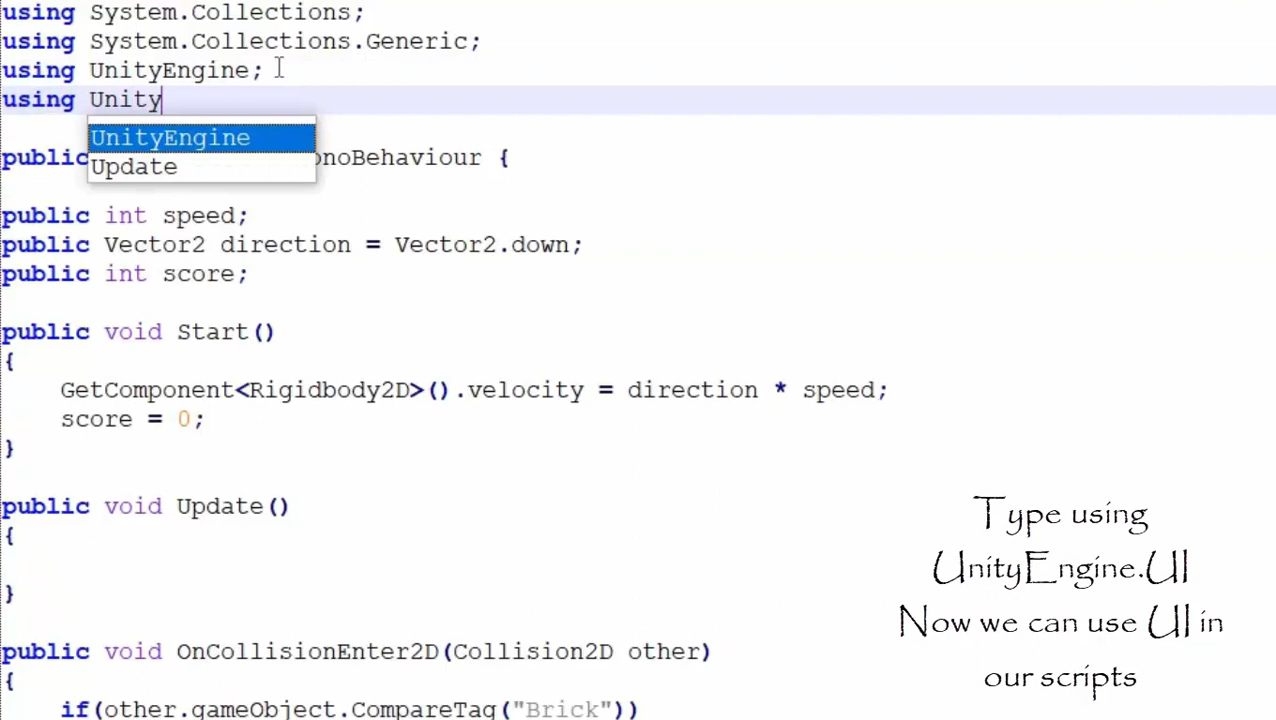 using System.Collections;
using System.Collections.Generic;
using UnityEngine;
using Unity
UnityEngine
Update
public onoBehaviour {
public int speed;
public Vector2 direction = Vector2.down;
public int score;
public void Start()
{
GetComponent<Rigidbody2D>().velocity = direction * speed;
score = 0;
}
public void Update()
{
}
public void OnCollisionEnter2D(Collision2D other)
{
if(other.gameObject.CompareTag("Brick"))
Type using
UnityEngine.UI
Now we can use UI in
our scripts